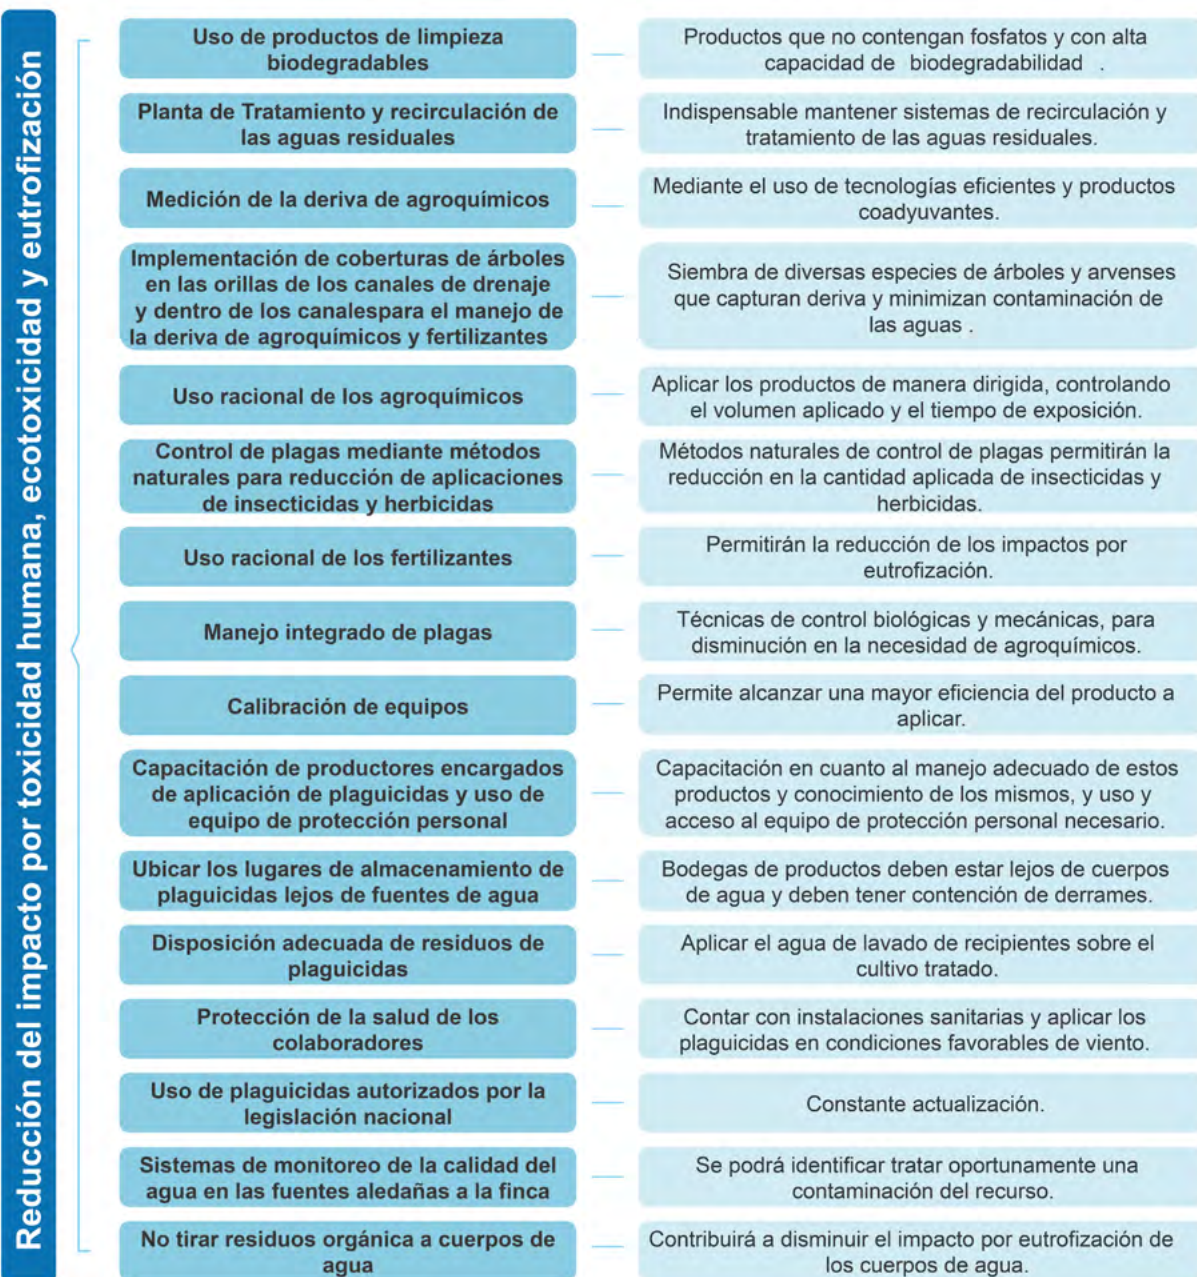 Reducción del impacto por toxicidad humana, ecotoxicidad y eutrofización
Uso de productos de limpieza
biodegradables
Productos que no contengan fosfatos y con alta
capacidad de biodegradabilidad .
Planta de Tratamiento y recirculación de
las aguas residuales
Indispensable mantener sistemas de recirculación y
tratamiento de las aguas residuales.
Medición de la deriva de agroquímicos
Mediante el uso de tecnologías eficientes y productos
coadyuvantes.
Implementación de coberturas de árboles
en las orillas de los canales de drenaje
y dentro de los canalespara el manejo de
la deriva de agroquímicos y fertilizantes
Siembra de diversas especies de árboles y arvenses
que capturan deriva y minimizan contaminación de
las aguas .
Uso racional de los agroquímicos
Aplicar los productos de manera dirigida, controlando
el volumen aplicado y el tiempo de exposición.
Control de plagas mediante métodos
naturales para reducción de aplicaciones
de insecticidas y herbicidas
Métodos naturales de control de plagas permitirán la
reducción en la cantidad aplicada de insecticidas y
herbicidas.
Uso racional de los fertilizantes
Permitirán la reducción de los impactos por
eutrofización.
Manejo integrado de plagas
Técnicas de control biológicas y mecánicas, para
disminución en la necesidad de agroquímicos.
Calibración de equipos
Permite alcanzar una mayor eficiencia del producto a
aplicar.
Capacitación de productores encargados
de aplicación de plaguicidas y uso de
equipo de protección personal
Capacitación en cuanto al manejo adecuado de estos
productos y conocimiento de los mismos, y uso y
acceso al equipo de protección personal necesario.
Ubicar los lugares de almacenamiento de
plaguicidas lejos de fuentes de agua
Bodegas de productos deben estar lejos de cuerpos
de agua y deben tener contención de derrames.
Disposición adecuada de residuos de
plaguicidas
Aplicar el agua de lavado de recipientes sobre el
cultivo tratado.
Protección de la salud de los
colaboradores
Contar con instalaciones sanitarias y aplicar los
plaguicidas en condiciones favorables de viento.
Uso de plaguicidas autorizados por la
legislación nacional
Constante actualización.
Sistemas de monitoreo de la calidad del
agua en las fuentes aledañas a la finca
Se podrá identificar tratar oportunamente una
contaminación del recurso.
No tirar residuos orgánica a cuerpos de
agua
Contribuirá a disminuir el impacto por eutrofización de
los cuerpos de agua.